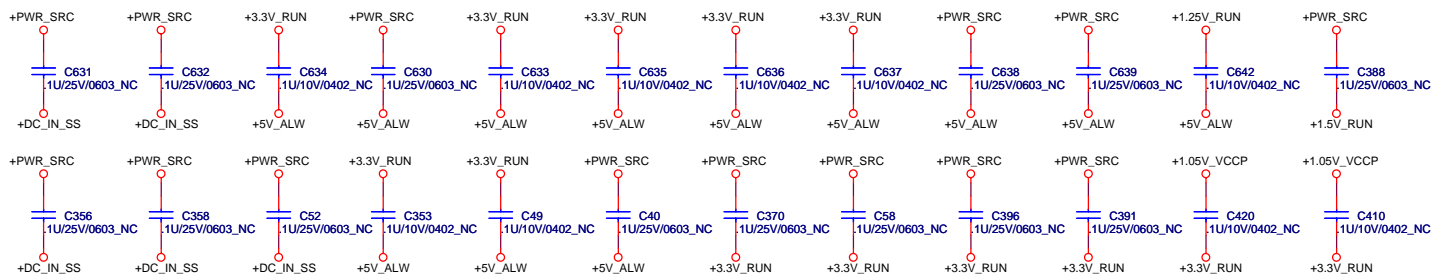 +PWR_SRC +PWR_SRC +3.3V_RUN +PWR_SRC +3.3V_RUN +3.3V_RUN +3.3V_RUN +3.3V_RUN +PWR_SRC +PWR_SRC +1.25V_RUN +PWR_SRC
C631 C632 C634 C630 C633 C635 C636 C637 C638 C639 C642 C388
.1U/25V/0603_NC .1U/25V/0603_NC .1U/10V/0402_NC .1U/25V/0603_NC .1U/10V/0402_NC .1U/10V/0402_NC .1U/10V/0402_NC .1U/10V/0402_NC .1U/25V/0603_NC .1U/25V/0603_NC .1U/10V/0402_NC .1U/25V/0603_NC
+DC_IN_SS +DC_IN_SS +5V_ALW +5V_ALW +5V_ALW +5V_ALW +5V_ALW +5V_ALW +5V_ALW +5V_ALW +5V_ALW +1.5V_RUN
+PWR_SRC +PWR_SRC +PWR_SRC +3.3V_RUN +3.3V_RUN +PWR_SRC +PWR_SRC +PWR_SRC +PWR_SRC +PWR_SRC +1.05V_VCCP +1.05V_VCCP
C356 C358 C52 C353 C49 C40 C370 C58 C396 C391 C420 C410
.1U/25V/0603_NC .1U/25V/0603_NC .1U/25V/0603_NC .1U/10V/0402_NC .1U/10V/0402_NC .1U/25V/0603_NC .1U/25V/0603_NC .1U/25V/0603_NC .1U/25V/0603_NC .1U/25V/0603_NC .1U/10V/0402_NC .1U/10V/0402_NC
+DC_IN_SS +DC_IN_SS +DC_IN_SS +5V_ALW +5V_ALW +5V_ALW +3.3V_RUN +3.3V_RUN +3.3V_RUN +3.3V_RUN +3.3V_RUN +3.3V_RUN